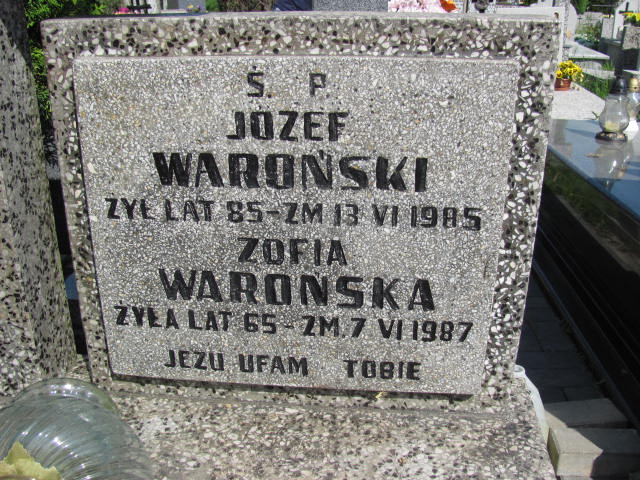 Ś. P.
JÓZEF
WAROŃSKI
ŻYŁ LAT 85-ZM 13 VI 1985
ZOFIA
WAROŃSKA
ŻYŁA LAT 65-ZM. 7 VI 1987
JEZU UFAM TOBIE